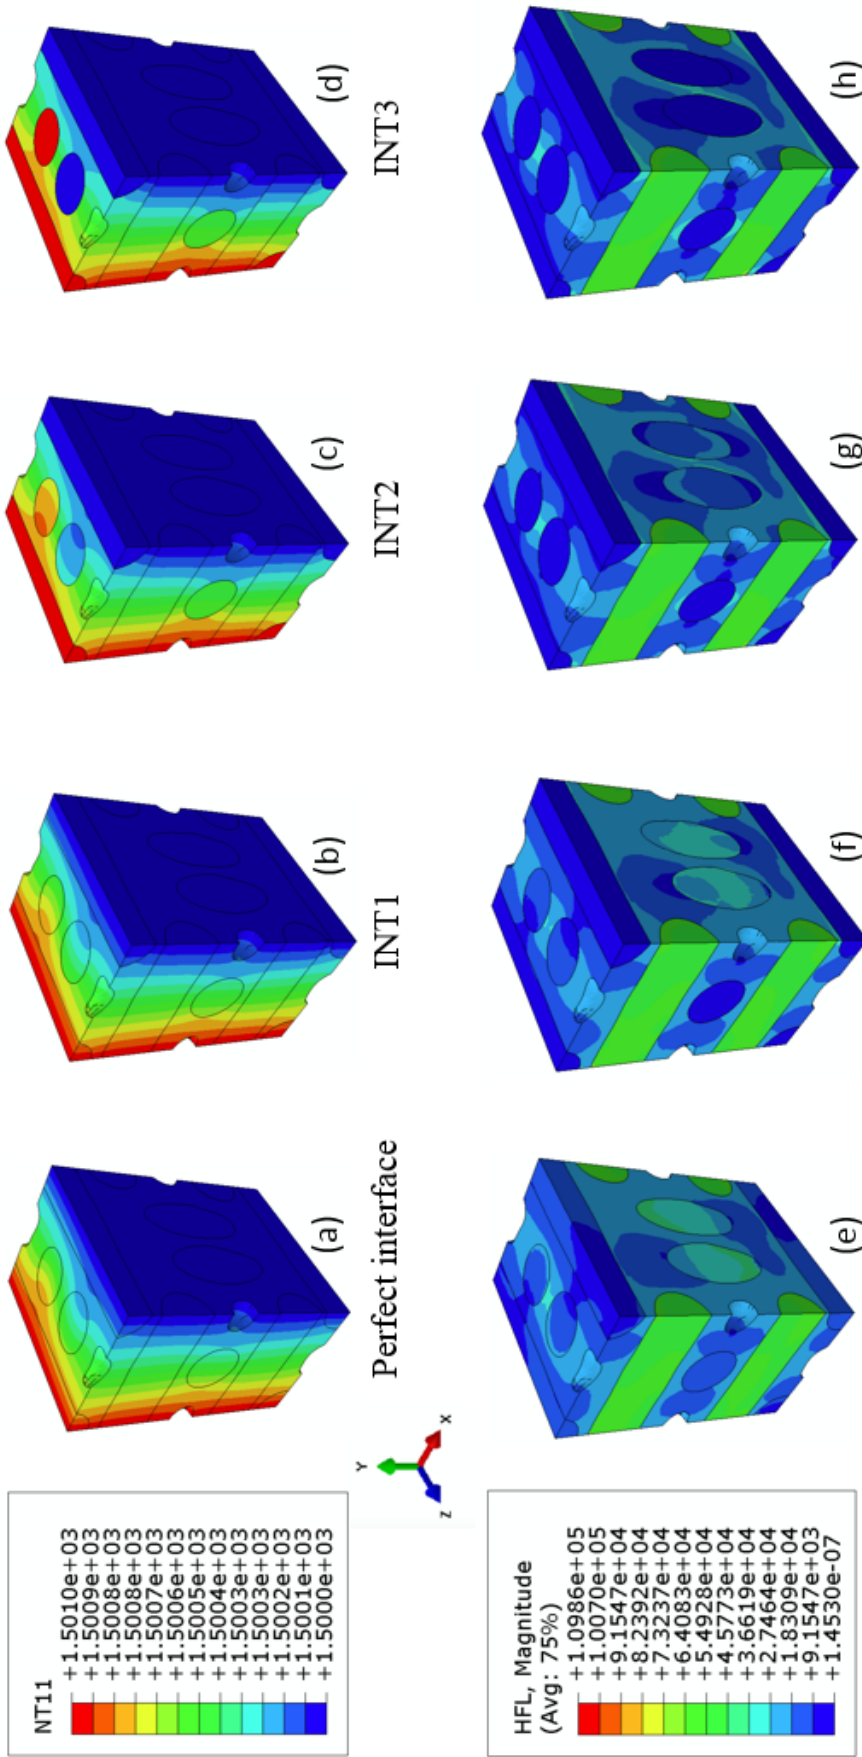 NT11
+1.5010e+03
+1.5009e+03
+1.5008e+03
+1.5008e+03
+1.5007e+03
+1.5006e+03
+1.5005e+03
+1.5004e+03
+1.5003e+03
+1.5003e+03
+1.5002e+03
+1.5001e+03
+1.5000e+03
(a)
(b)
(c)
(d)
Perfect interface
INT1
INT2
INT3
Y
X
Z
HFL, Magnitude
(Avg: 75%)
+1.0986e+05
+1.0070e+05
+9.1547e+04
+8.2392e+04
+7.3237e+04
+6.4083e+04
+5.4928e+04
+4.5773e+04
+3.6619e+04
+2.7464e+04
+1.8309e+04
+9.1547e+03
+1.4530e-07
(e)
(f)
(g)
(h)